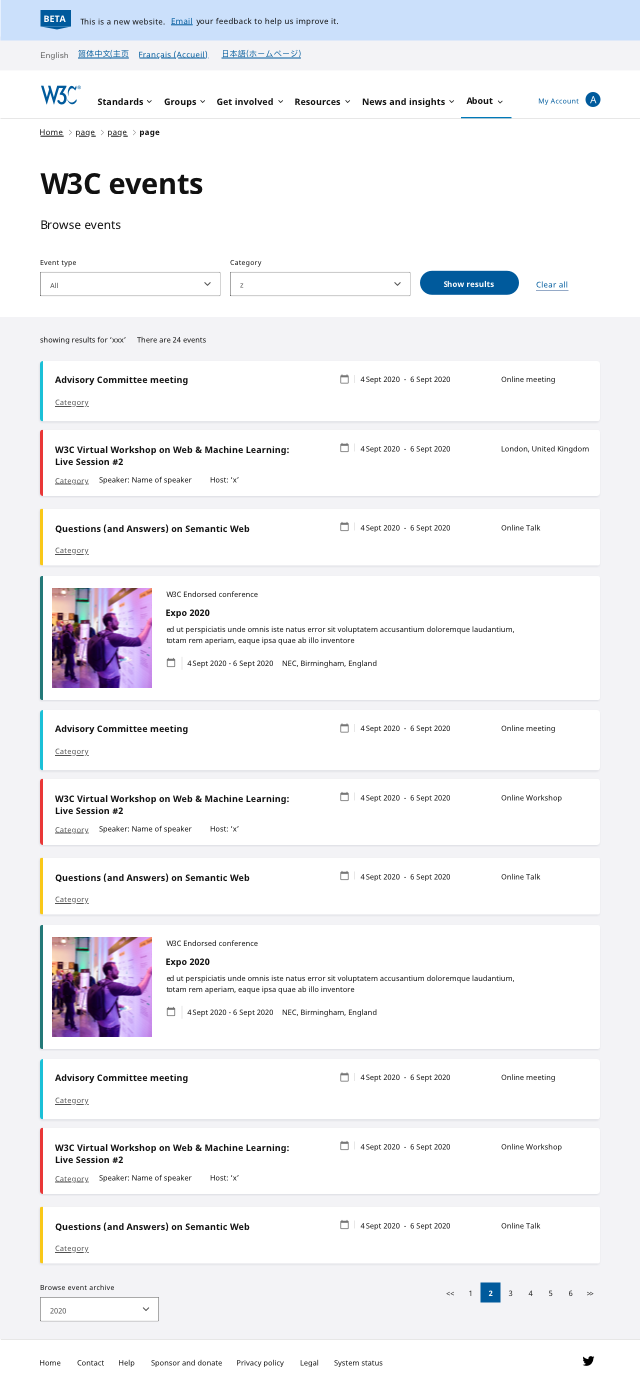 BETA This is a new website. Email your feedback to help us improve it.
English 简体中文(主页 Français (Accueil) 日本語(ホームページ)
W3C® Standards Groups Get involved Resources News and insights About My Account A
Home page page page
W3C events
Browse events
Event type Category
All 2 Show results Clear all
showing results for ‘xxx’ There are 24 events
Advisory Committee meeting 4 Sept 2020 - 6 Sept 2020 Online meeting
Category
W3C Virtual Workshop on Web & Machine Learning: 4 Sept 2020 - 6 Sept 2020 London, United Kingdom
Live Session #2
Category Speaker: Name of speaker Host: ‘x’
Questions (and Answers) on Semantic Web 4 Sept 2020 - 6 Sept 2020 Online Talk
Category
W3C Endorsed conference
Expo 2020
ed ut perspiciatis unde omnis iste natus error sit voluptatem accusantium doloremque laudantium,
totam rem aperiam, eaque ipsa quae ab illo inventore
4 Sept 2020 - 6 Sept 2020 NEC, Birmingham, England
Advisory Committee meeting 4 Sept 2020 - 6 Sept 2020 Online meeting
Category
W3C Virtual Workshop on Web & Machine Learning: 4 Sept 2020 - 6 Sept 2020 Online Workshop
Live Session #2
Category Speaker: Name of speaker Host: ‘x’
Questions (and Answers) on Semantic Web 4 Sept 2020 - 6 Sept 2020 Online Talk
Category
W3C Endorsed conference
Expo 2020
ed ut perspiciatis unde omnis iste natus error sit voluptatem accusantium doloremque laudantium,
totam rem aperiam, eaque ipsa quae ab illo inventore
4 Sept 2020 - 6 Sept 2020 NEC, Birmingham, England
Advisory Committee meeting 4 Sept 2020 - 6 Sept 2020 Online meeting
Category
W3C Virtual Workshop on Web & Machine Learning: 4 Sept 2020 - 6 Sept 2020 Online Workshop
Live Session #2
Category Speaker: Name of speaker Host: ‘x’
Questions (and Answers) on Semantic Web 4 Sept 2020 - 6 Sept 2020 Online Talk
Category
Browse event archive
<< 1 2 3 4 5 6 >>
2020
Home Contact Help Sponsor and donate Privacy policy Legal System status